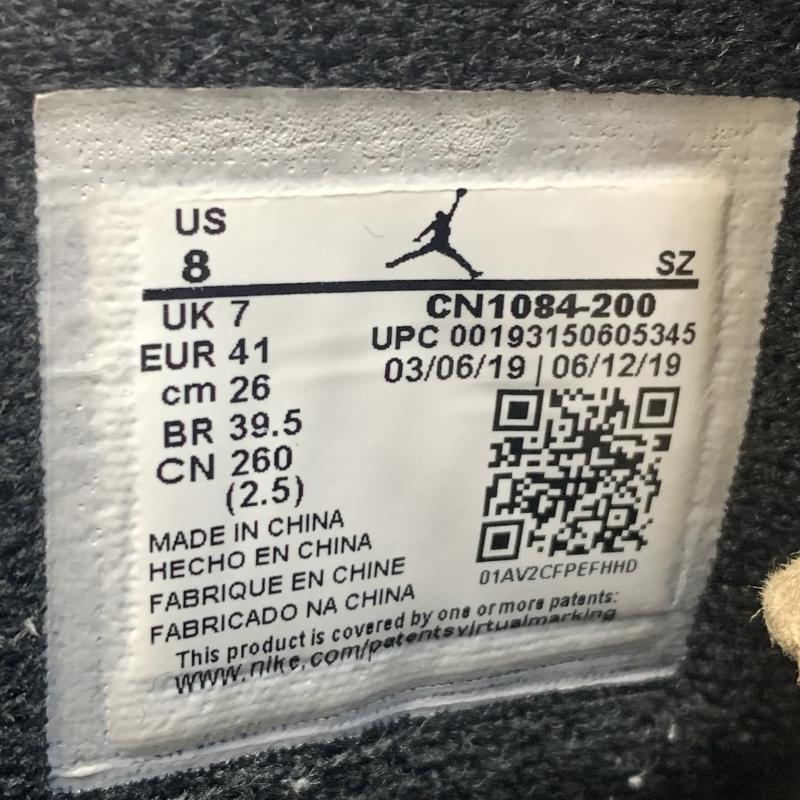 US
8
SZ
UK 7
EUR 41
cm 26
BR 39.5
CN 260
(2.5)
CN1084-200
UPC 00193150605345
03/06/19 | 06/12/19
01AV2CFPEFHHD
MADE IN CHINA
HECHO EN CHINA
FABRIQUE EN CHINE
FABRICADO NA CHINA
This product is covered by one or more patents:
www.nike.com/patentsvirtualmarking